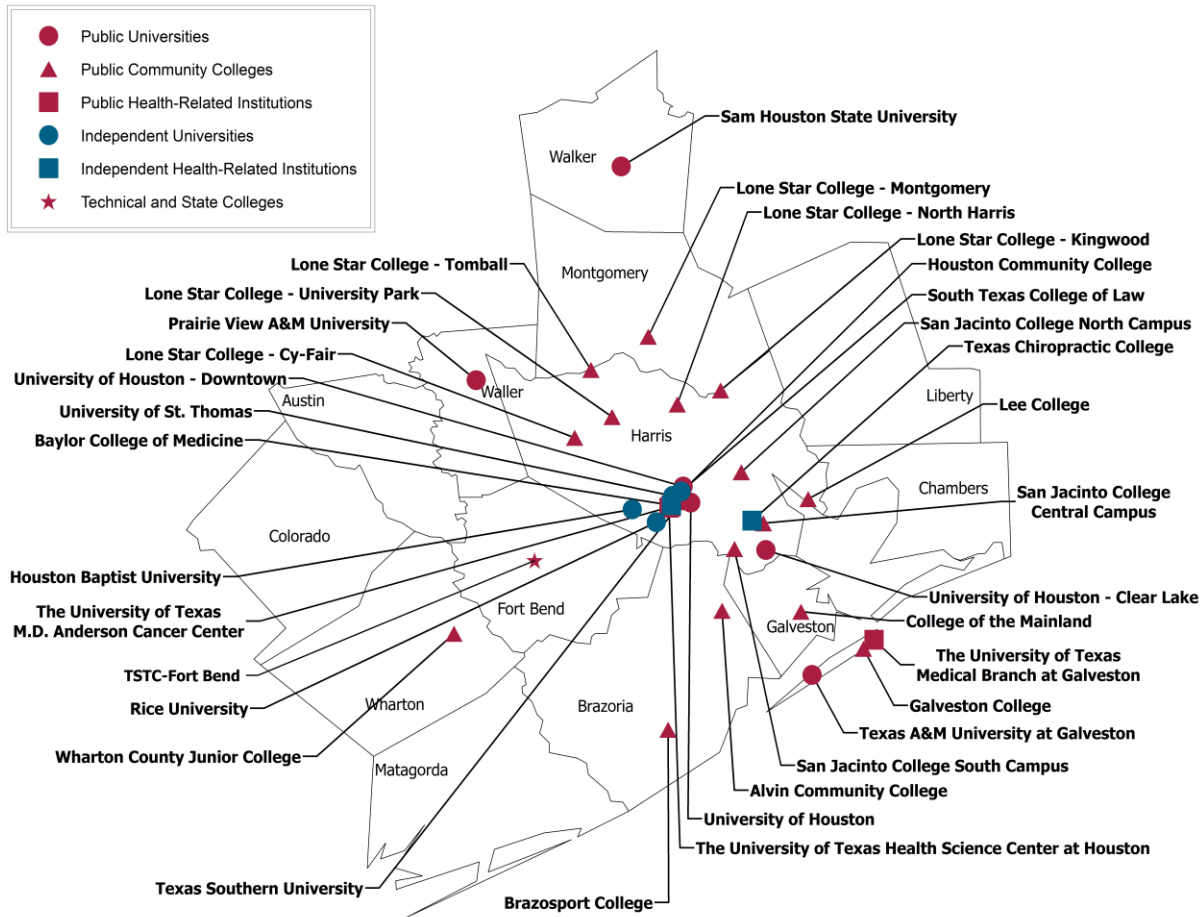 Public Universities
Public Community Colleges
Public Health-Related Institutions
Independent Universities
Independent Health-Related Institutions
Technical and State Colleges
Sam Houston State University
Walker
Lone Star College - Montgomery
Lone Star College - North Harris
Lone Star College - Kingwood
Lone Star College - Tomball
Houston Community College
Montgomery
Lone Star College - University Park
South Texas College of Law
Prairie View A&M University
San Jacinto College North Campus
Lone Star College - Cy-Fair
Texas Chiropractic College
University of Houston - Downtown
Waller
Austin
Liberty
Lee College
University of St. Thomas
Harris
Baylor College of Medicine
Chambers
San Jacinto College
Central Campus
Colorado
Houston Baptist University
University of Houston - Clear Lake
The University of Texas
M.D. Anderson Cancer Center
Fort Bend
Galveston
College of the Mainland
TSTC-Fort Bend
The University of Texas
Medical Branch at Galveston
Rice University
Wharton
Brazoria
Galveston College
Texas A&M University at Galveston
Wharton County Junior College
Matagorda
San Jacinto College South Campus
Alvin Community College
University of Houston
The University of Texas Health Science Center at Houston
Texas Southern University
Brazosport College